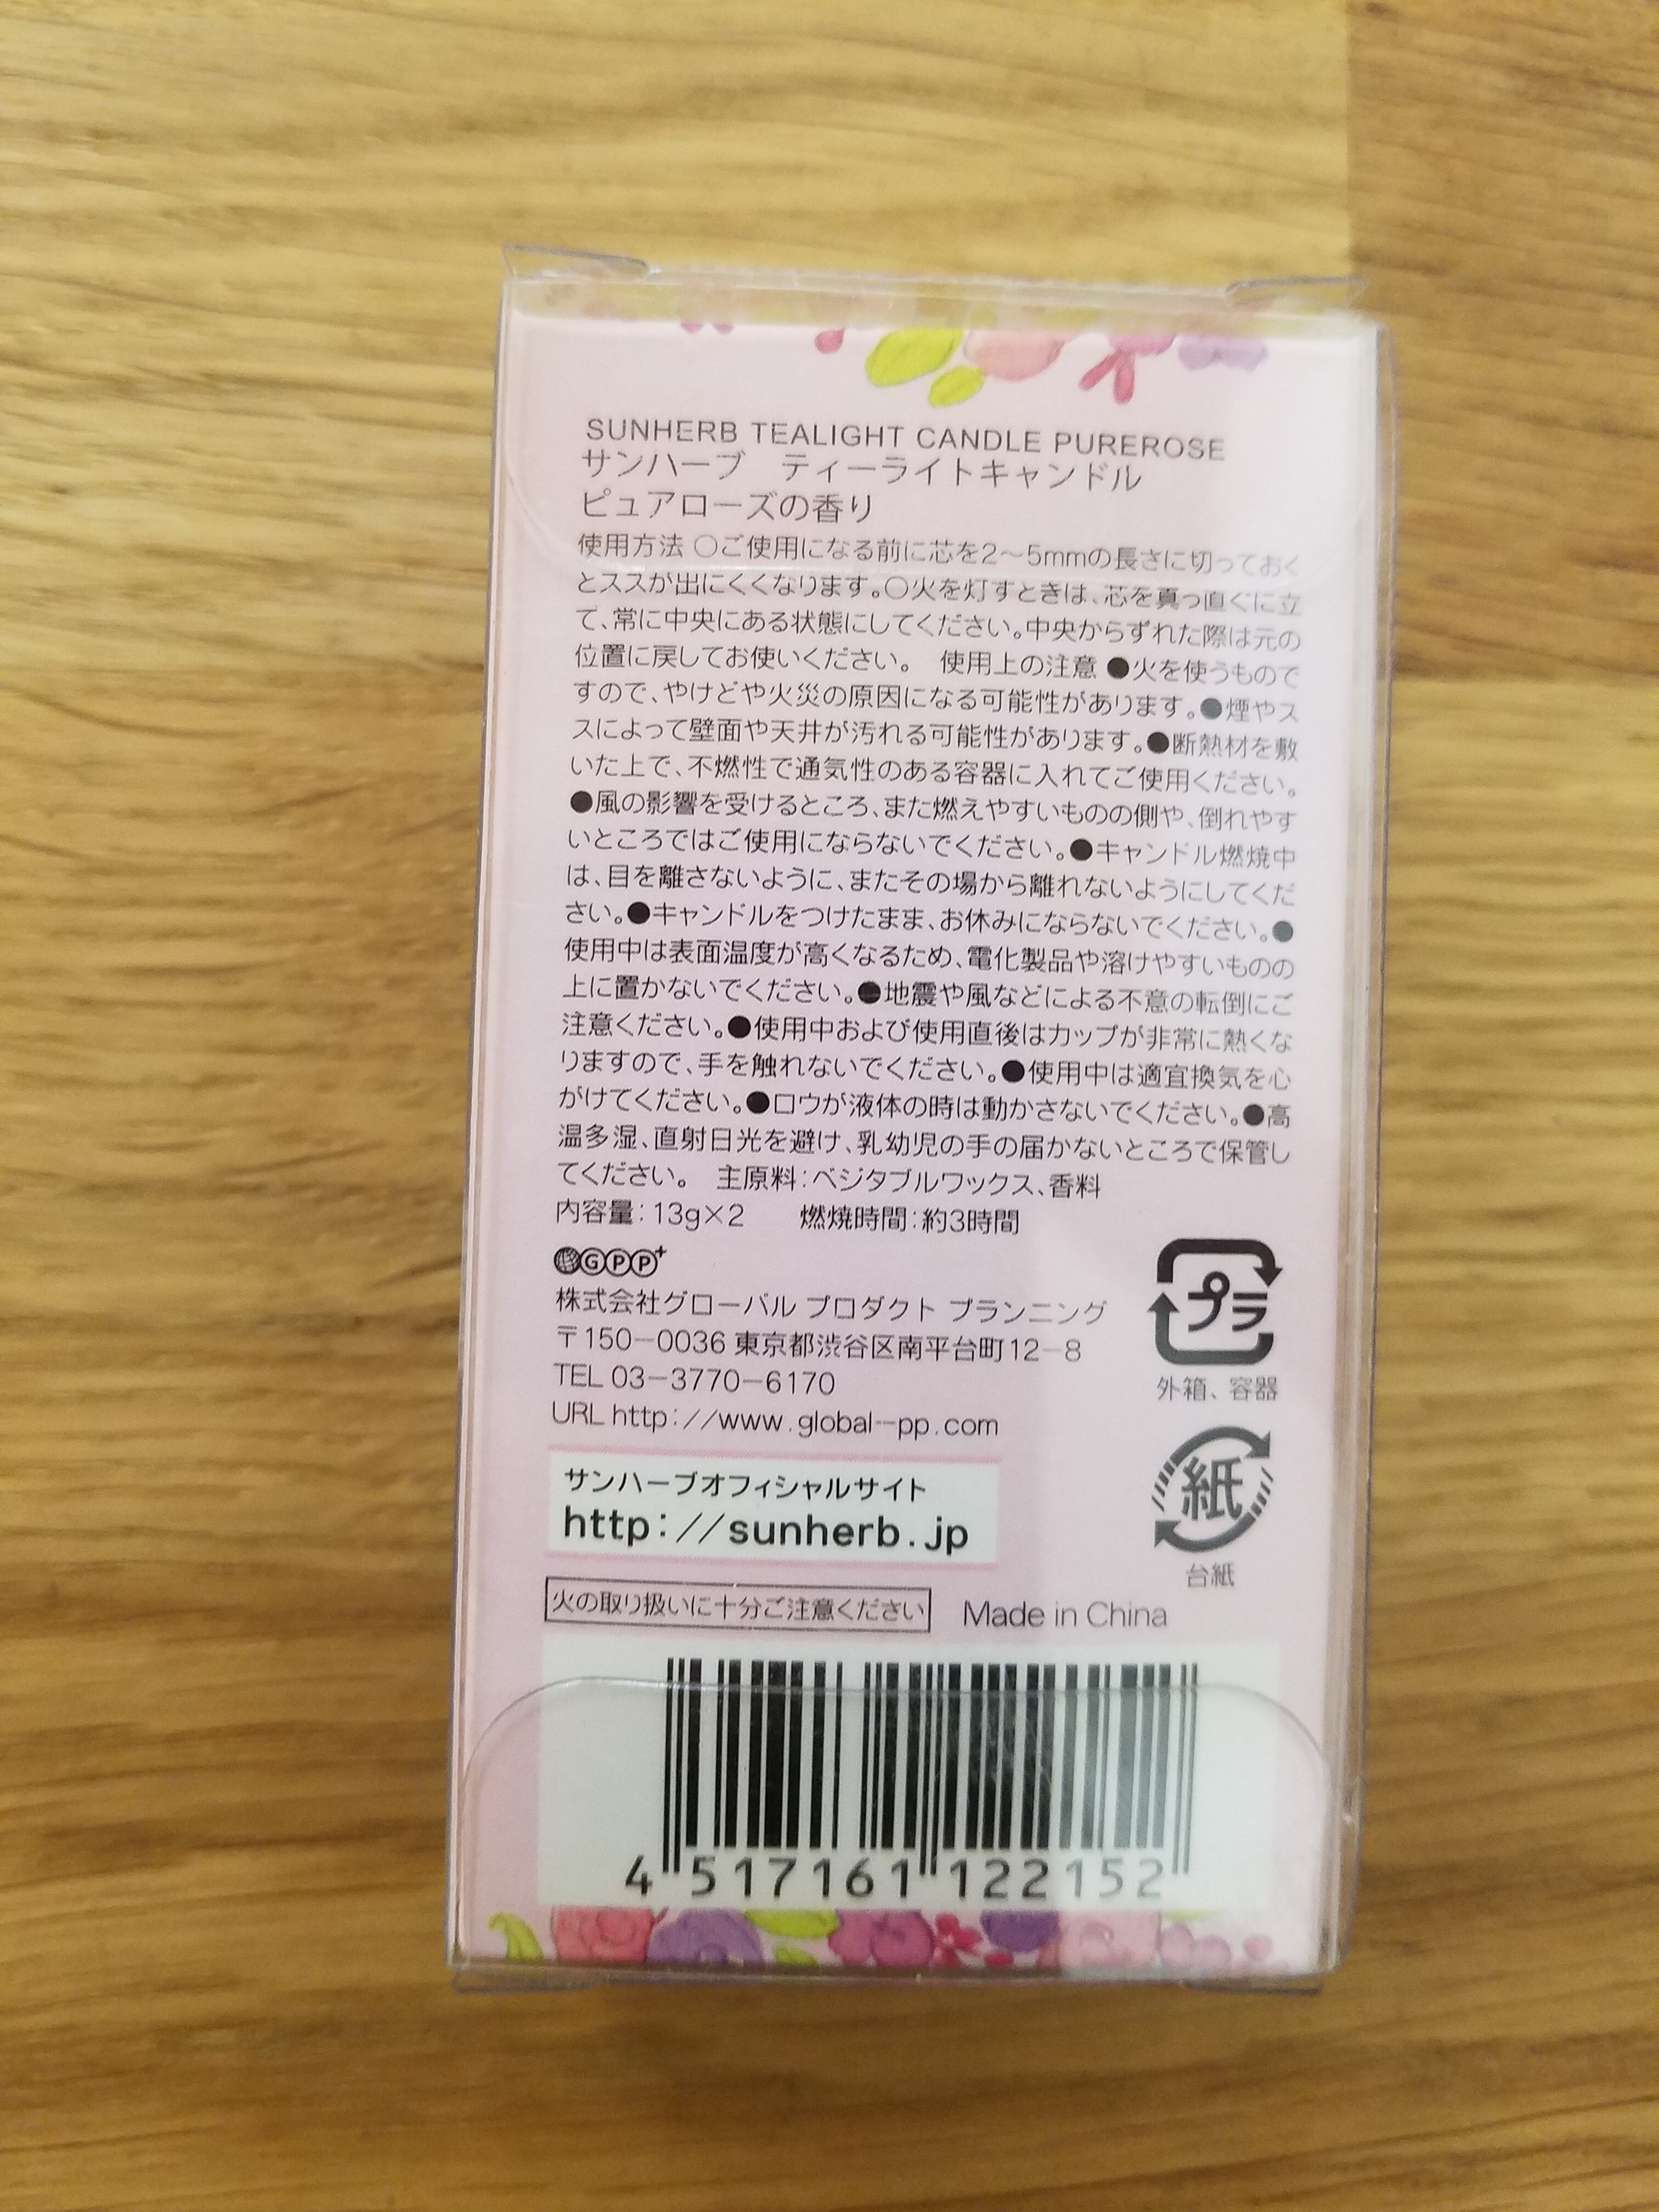 SUNHERB TEALIGHT CANDLE PUREROSE
サンハーブ　ティーライトキャンドル
ピュアローズの香り
使用方法 ○ご使用になる前に芯を2～5mmの長さに切っておく
とススが出にくくなります。○火を灯すときは、芯を真っ直ぐに立
て、常に中央にある状態にしてください。中央からずれた際は元の
位置に戻してお使いください。　使用上の注意 ●火を使うもので
すので、やけどや火災の原因になる可能性があります。●煙やス
スによって壁面や天井が汚れる可能性があります。●断熱材を敷
いた上で、不燃性で通気性のある容器に入れてご使用ください。
●風の影響を受けるところ、また燃えやすいものの側や、倒れやす
いところではご使用にならないでください。●キャンドル燃焼中
は、目を離さないように、またその場から離れないようにしてくだ
さい。●キャンドルをつけたまま、お休みにならないでください。●
使用中は表面温度が高くなるため、電化製品や溶けやすいものの
上に置かないでください。●地震や風などによる不意の転倒にご
注意ください。●使用中および使用直後はカップが非常に熱くな
りますので、手を触れないでください。●使用中は適宜換気を心
がけてください。●ロウが液体の時は動かさないでください。●高
温多湿、直射日光を避け、乳幼児の手の届かないところで保管し
てください。　主原料：ベジタブルワックス、香料
内容量：13g×2　　燃焼時間：約3時間
GPP+
株式会社グローバル プロダクト プランニング
〒150-0036 東京都渋谷区南平台町12-8
TEL 03-3770-6170
URL http://www.global-pp.com
プラ
外箱、容器
サンハーブオフィシャルサイト
http://sunherb.jp
紙
台紙
火の取り扱いに十分ご注意ください　Made in China
4 517161 122152